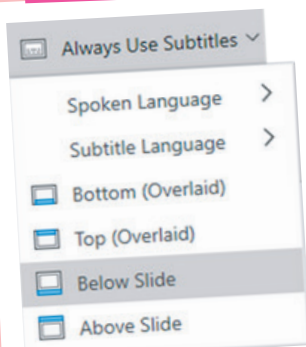 Always Use Subtitles
Spoken Language
Subtitle Language
Bottom (Overlaid)
Top (Overlaid)
Below Slide
Above Slide